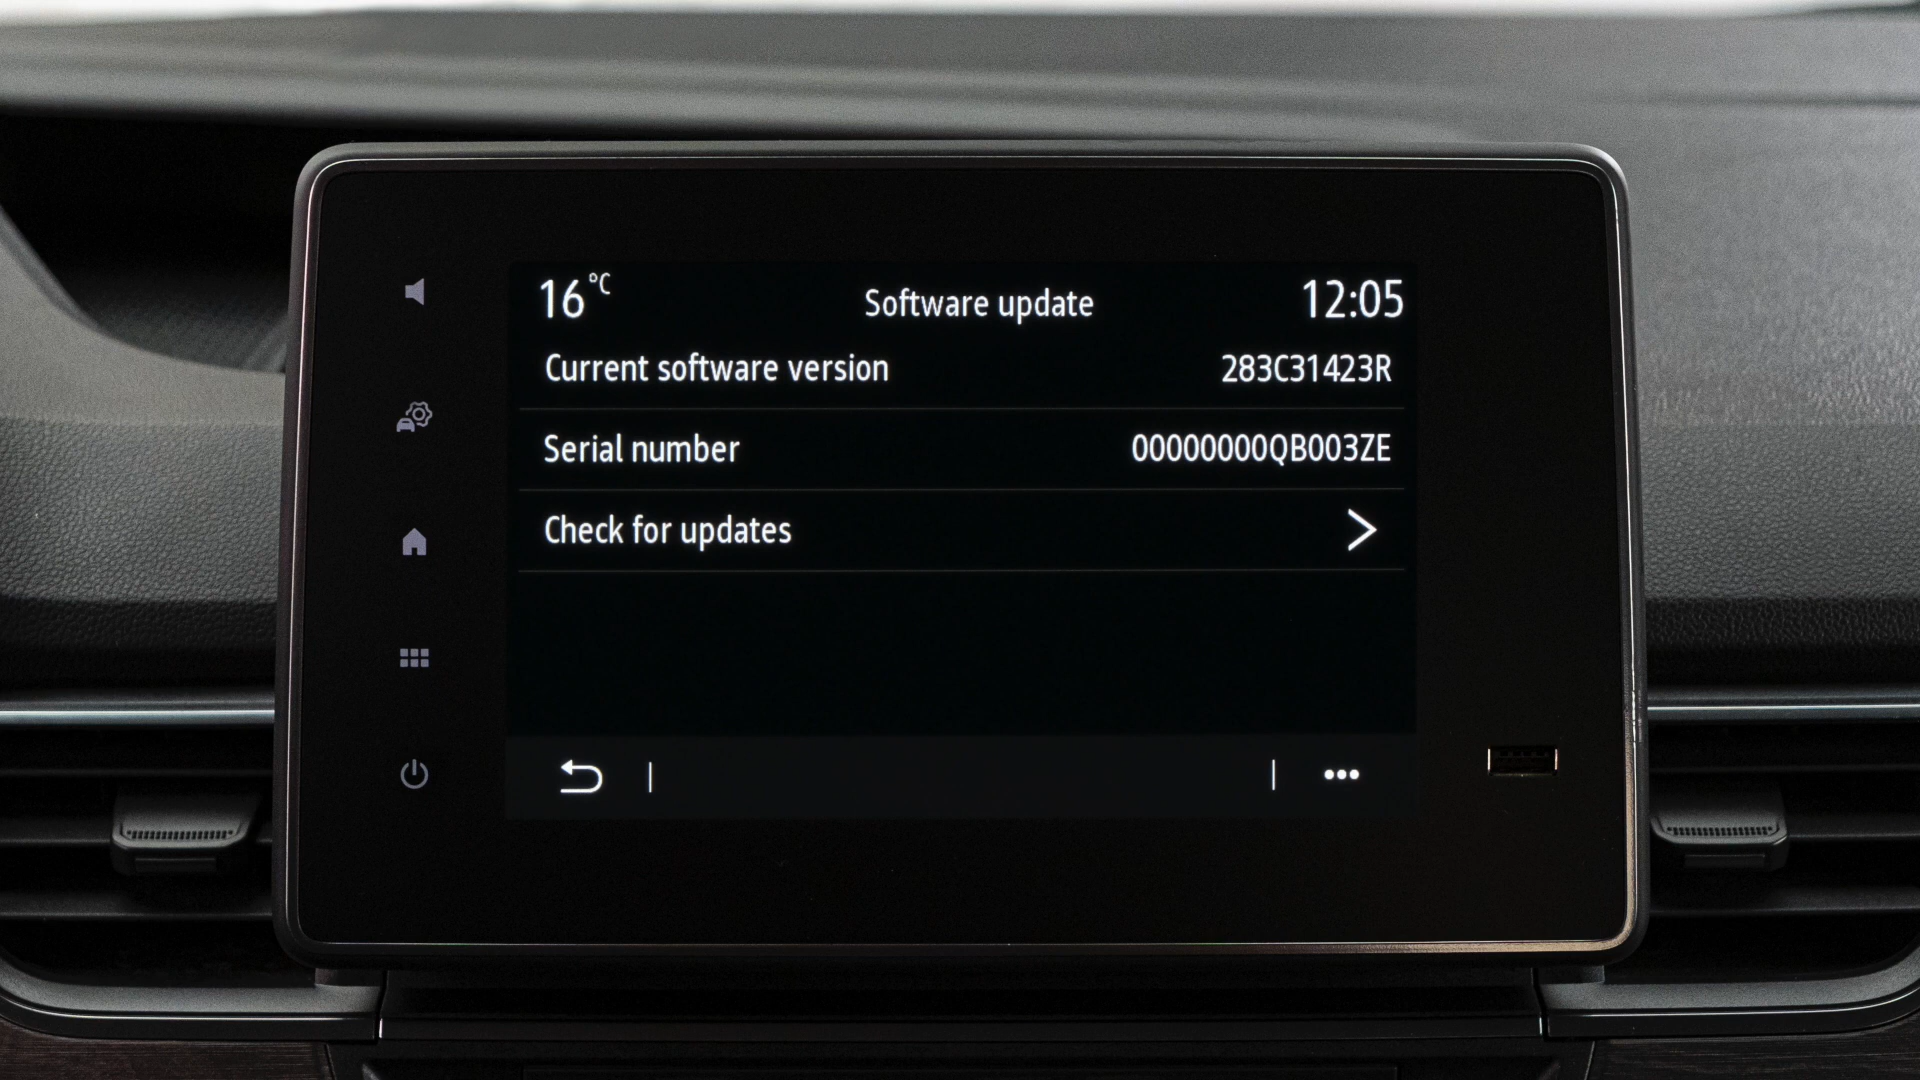 16 °C Software update 12:05
Current software version 283C31423R
Serial number 00000000QB003ZE
Check for updates